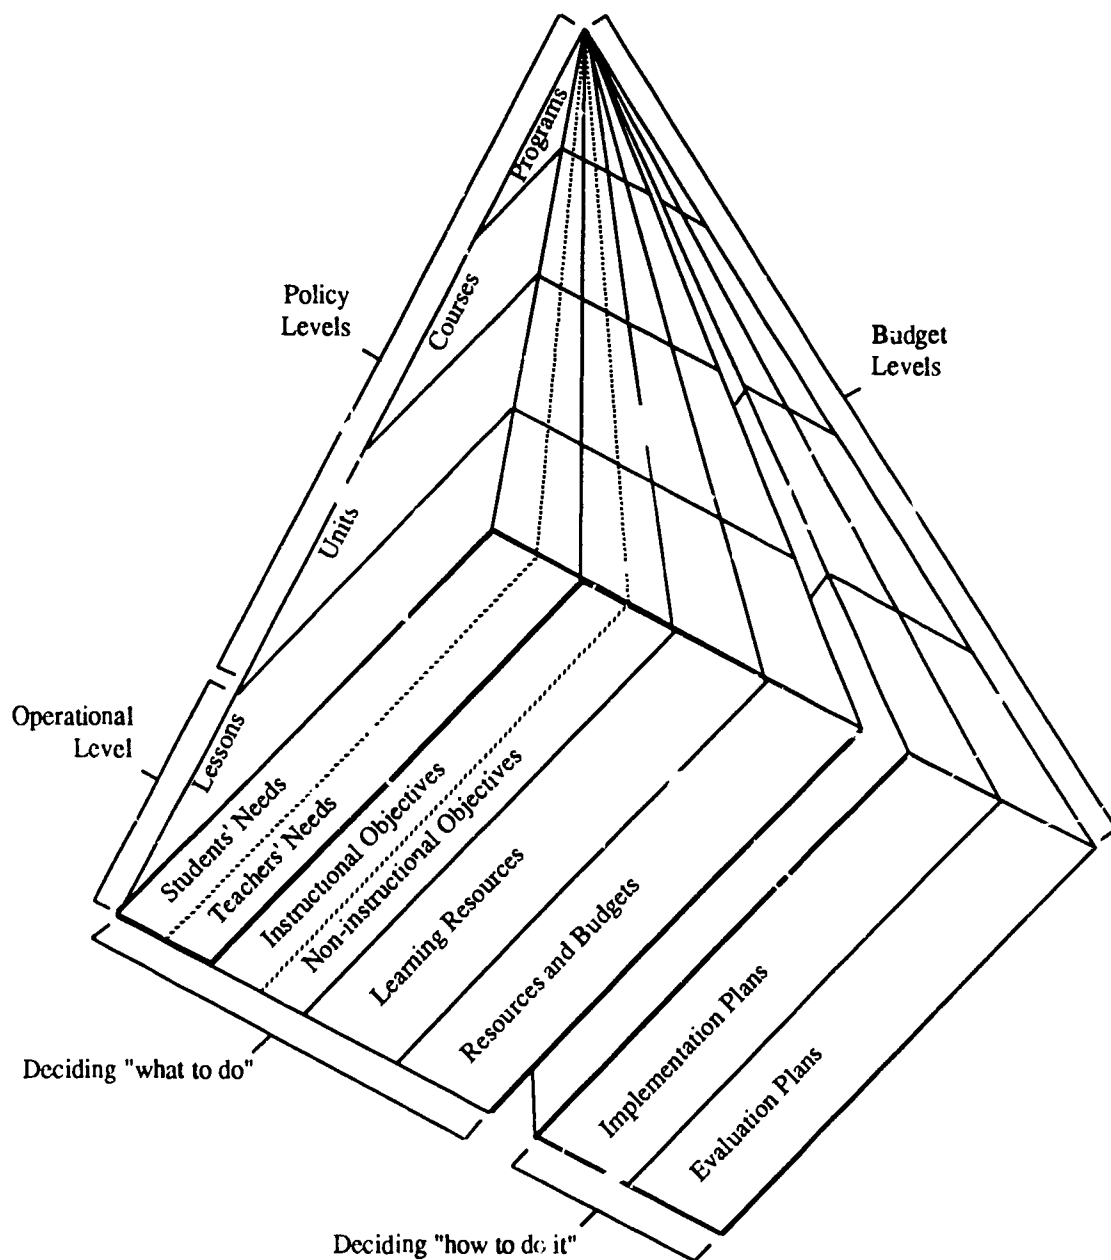 Programs
Courses
Policy
Levels
Budget
Levels
Units
Operational
Level
Lessons
Students' Needs
Teachers' Needs
Instructional Objectives
Non-instructional Objectives
Learning Resources
Resources and Budgets
Implementation Plans
Evaluation Plans
Deciding "what to do"
Deciding "how to do it"